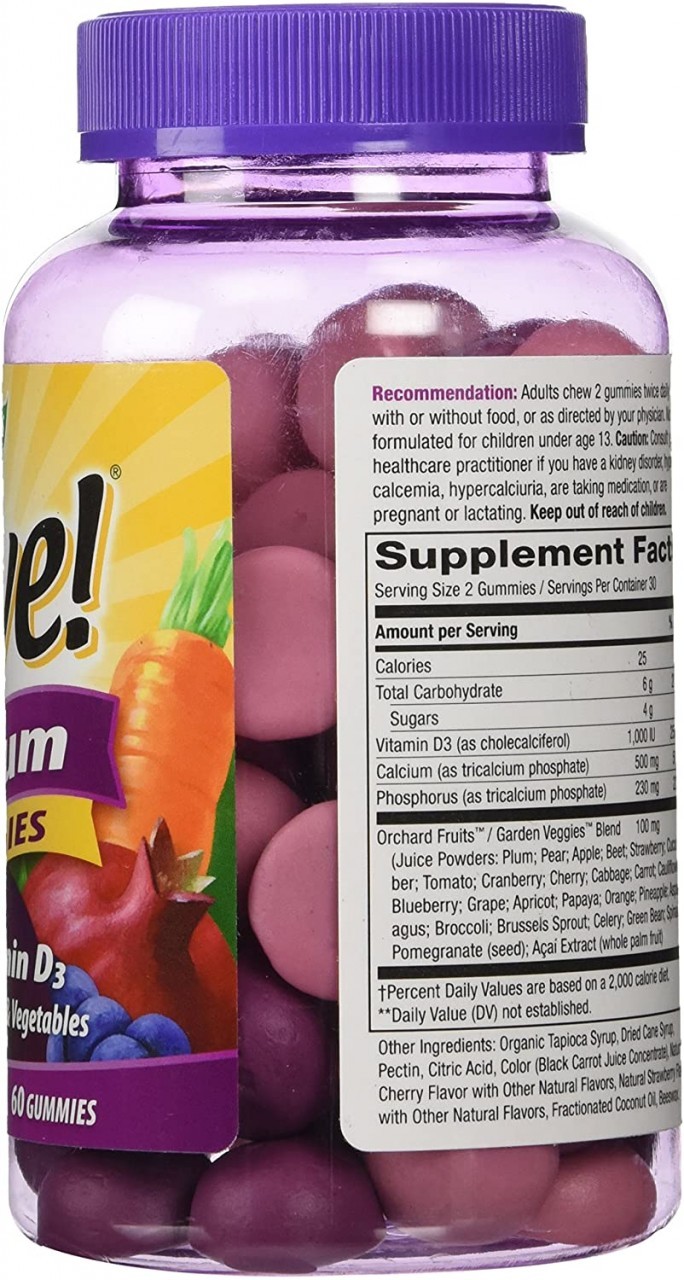 ve!®
um
IES
min D3
& Vegetables
60 GUMMIES
Recommendation: Adults chew 2 gummies twice daily
with or without food, or as directed by your physician.
formulated for children under age 13. Caution: Consult
healthcare practitioner if you have a kidney disorder,
calcemia, hypercalciuria, are taking medication, or are
pregnant or lactating. Keep out of reach of children.
Supplement Facts
Serving Size 2 Gummies / Servings Per Container 30
Amount per Serving %
Calories 25
Total Carbohydrate 6 g
Sugars 4 g
Vitamin D3 (as cholecalciferol) 1,000 IU
Calcium (as tricalcium phosphate) 500 mg
Phosphorus (as tricalcium phosphate) 230 mg
Orchard Fruits™ / Garden Veggies™ Blend 100 mg
(Juice Powders: Plum; Pear; Apple; Beet; Strawberry; Cucum
ber; Tomato; Cranberry; Cherry; Cabbage; Carrot; Cauliflower
Blueberry; Grape; Apricot; Papaya; Orange; Pineapple;
agus; Broccoli; Brussels Sprout; Celery; Green Bean;
Pomegranate (seed); Açaí Extract (whole palm fruit)
†Percent Daily Values are based on a 2,000 calorie diet.
**Daily Value (DV) not established.
Other Ingredients: Organic Tapioca Syrup, Dried Cane Syrup,
Pectin, Citric Acid, Color (Black Carrot Juice Concentrate),
Cherry Flavor with Other Natural Flavors, Natural Strawberry
with Other Natural Flavors, Fractionated Coconut Oil, Beeswax